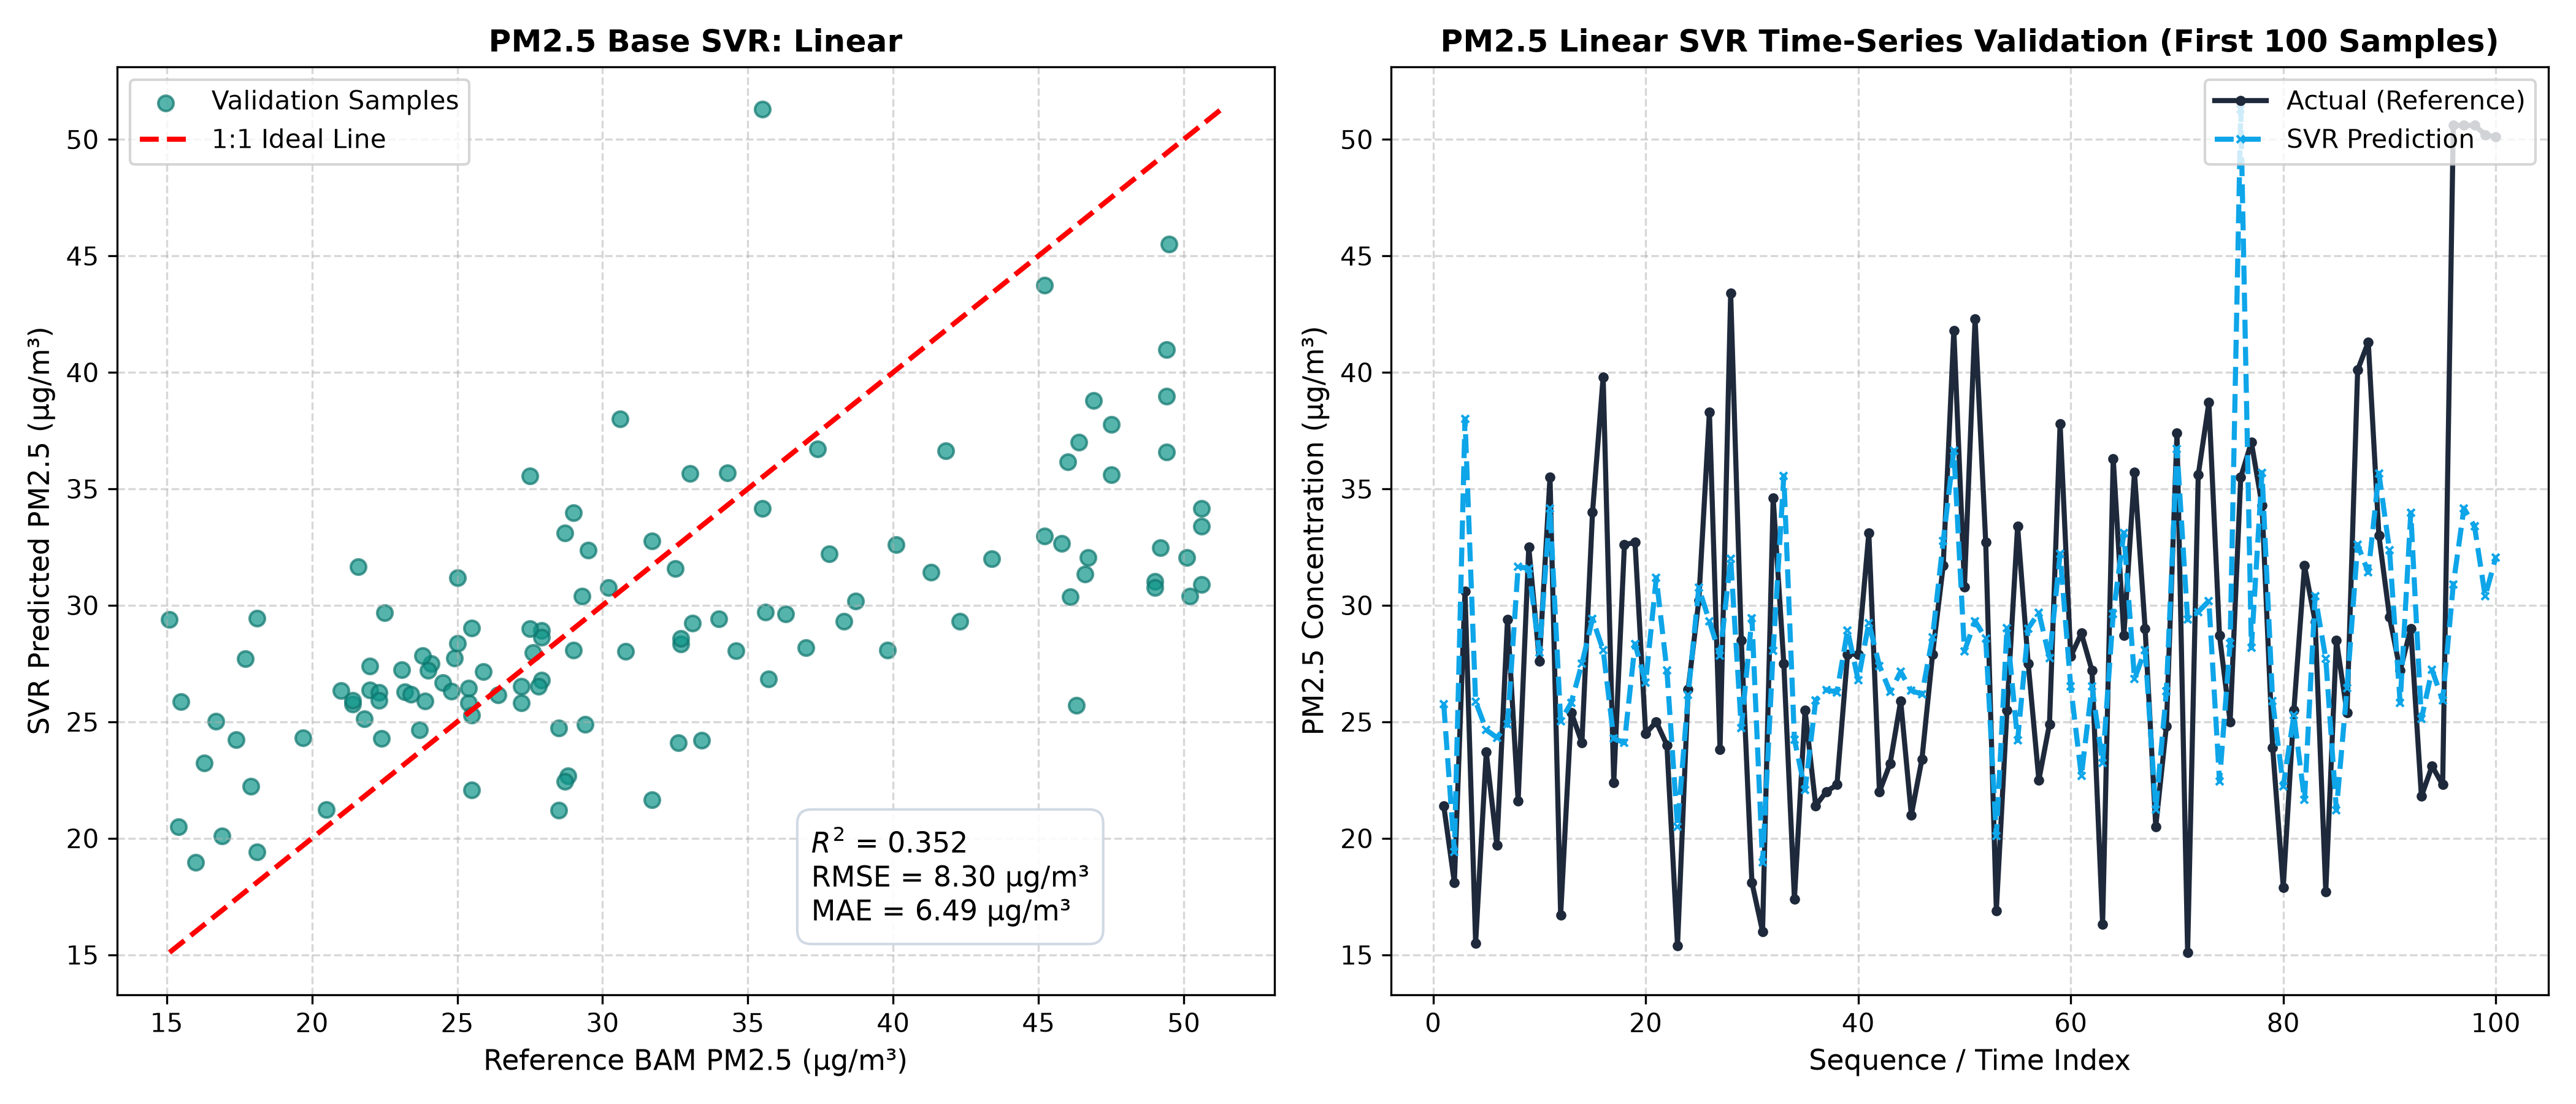 PM2.5 Base SVR: Linear
Validation Samples
1:1 Ideal Line
SVR Predicted PM2.5 (µg/m³)
50
45
40
35
30
25
20
15
R² = 0.352
RMSE = 8.30 µg/m³
MAE = 6.49 µg/m³
15 20 25 30 35 40 45 50
Reference BAM PM2.5 (µg/m³)
PM2.5 Linear SVR Time-Series Validation (First 100 Samples)
Actual (Reference)
SVR Prediction
PM2.5 Concentration (µg/m³)
50
45
40
35
30
25
20
15
0 20 40 60 80 100
Sequence / Time Index